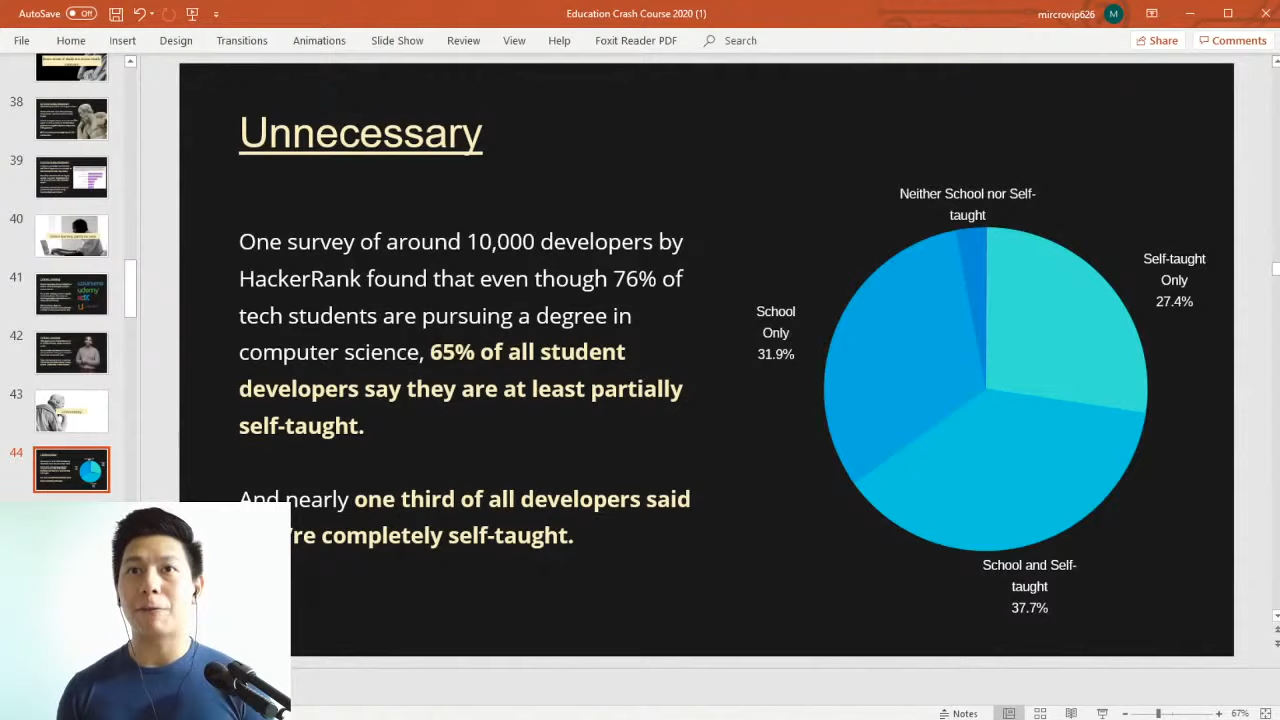 AutoSave
Off
Education Crash Course 2020 (1)
mircrovip626
M
File
Home
Insert
Design
Transitions
Animations
Slide Show
Review
View
Help
Foxit Reader PDF
Search
Share
Comments
38
39
40
41
42
43
44
Unnecessary
One survey of around 10,000 developers by
HackerRank found that even though 76% of
tech students are pursuing a degree in
computer science, 65% of all student
developers say they are at least partially
self-taught.
And nearly one third of all developers said
're completely self-taught.
Neither School nor Self-
taught
Self-taught
Only
27.4%
School
Only
31.9%
School and Self-
taught
37.7%
Notes
67%